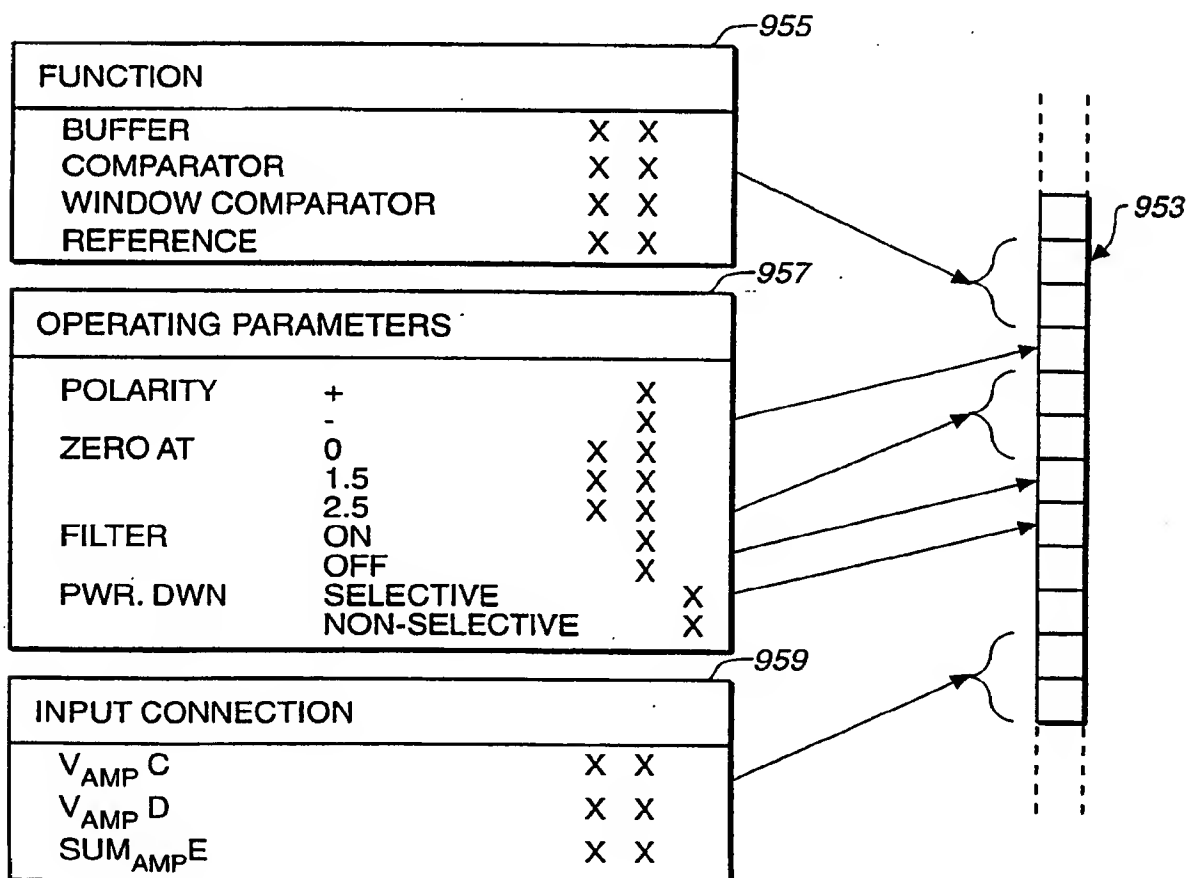 955
FUNCTION
BUFFER X X
COMPARATOR X X
WINDOW COMPARATOR X X
REFERENCE X X
953
957
OPERATING PARAMETERS
POLARITY + X
- X
ZERO AT 0 X X
1.5 X X
2.5 X X
FILTER ON X
OFF X
PWR. DWN SELECTIVE X
NON-SELECTIVE X
959
INPUT CONNECTION
VAMP C X X
VAMP D X X
SUMAMPE X X